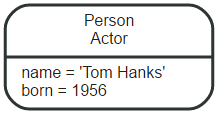 Person
Actor
name = 'Tom Hanks'
born = 1956